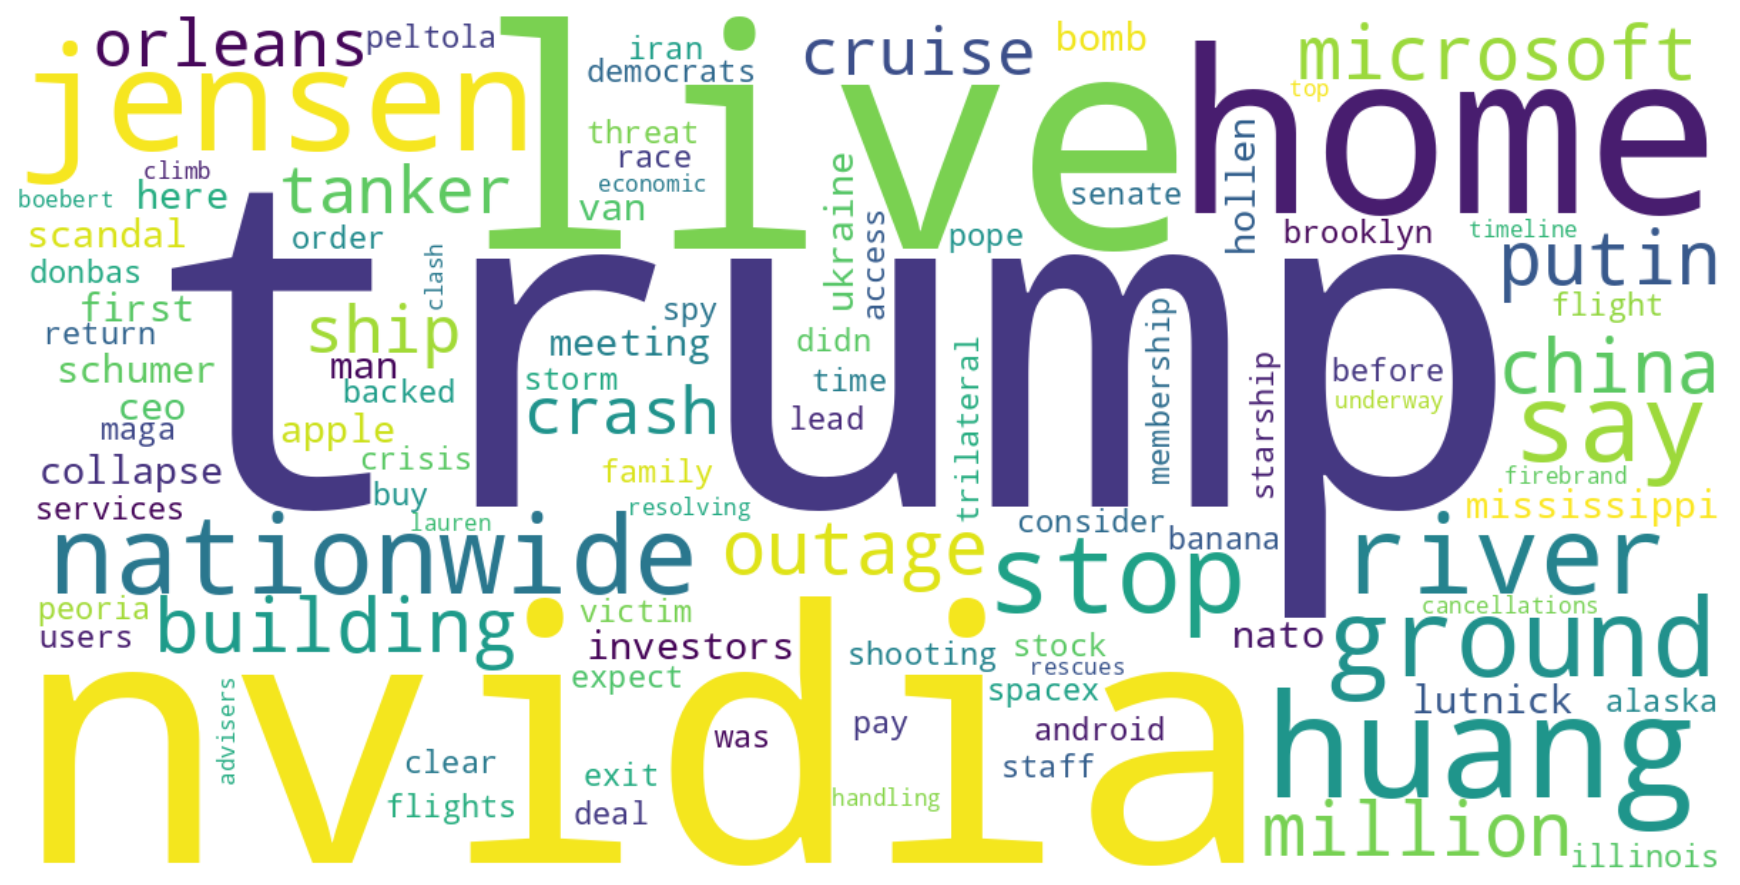 orleans
peltola
iran
democrats
cruise
bomb
microsoft
top
jensen
live
home
threat
race
economic
van
climb
boebert
here
tanker
scandal
order
senate
hollen
brooklyn
timeline
putin
pope
ukraine
access
donbas
clash
first
return
schumer
ceo
maga
collapse
services
trump
ship
man
backed
apple
crisis
buy
lauren
spy
meeting
storm
crash
family
resolving
didn
time
lead
trilateral
membership
starship
before
underway
flight
china
say
firebrand
mississippi
nationwide
outage
consider
banana
stop
river
cancellations
peoria
users
building
victim
investors
expect
shooting
stock
rescues
spacex
nato
ground
lutnick
alaska
nvidia
advisers
clear
flights
exit
deal
was
pay
handling
android
staff
huang
million
illinois